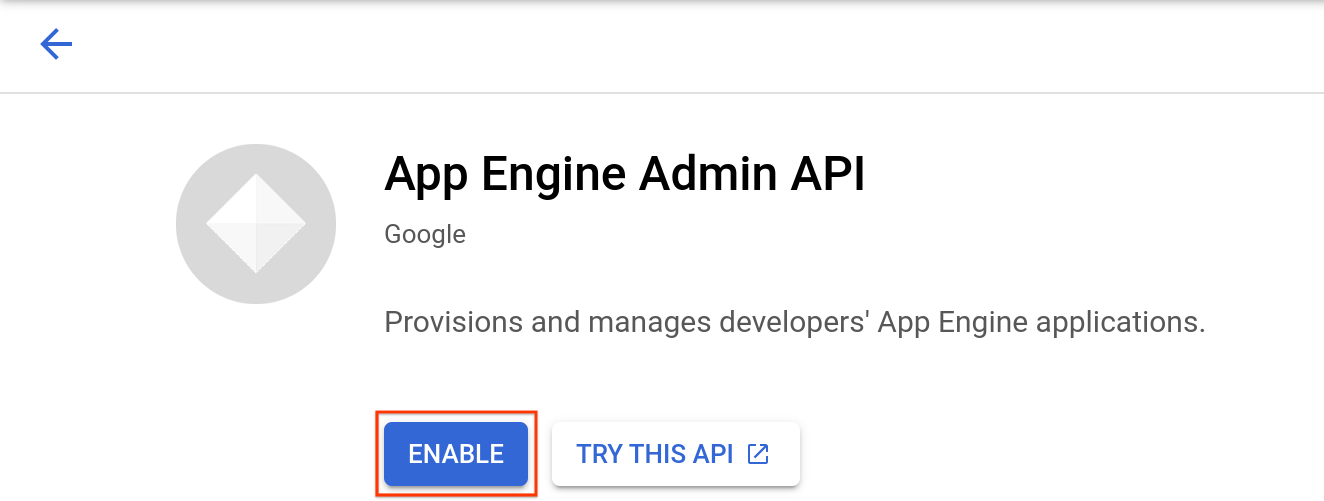 App Engine Admin API
Google
Provisions and manages developers' App Engine applications.
ENABLE
TRY THIS API